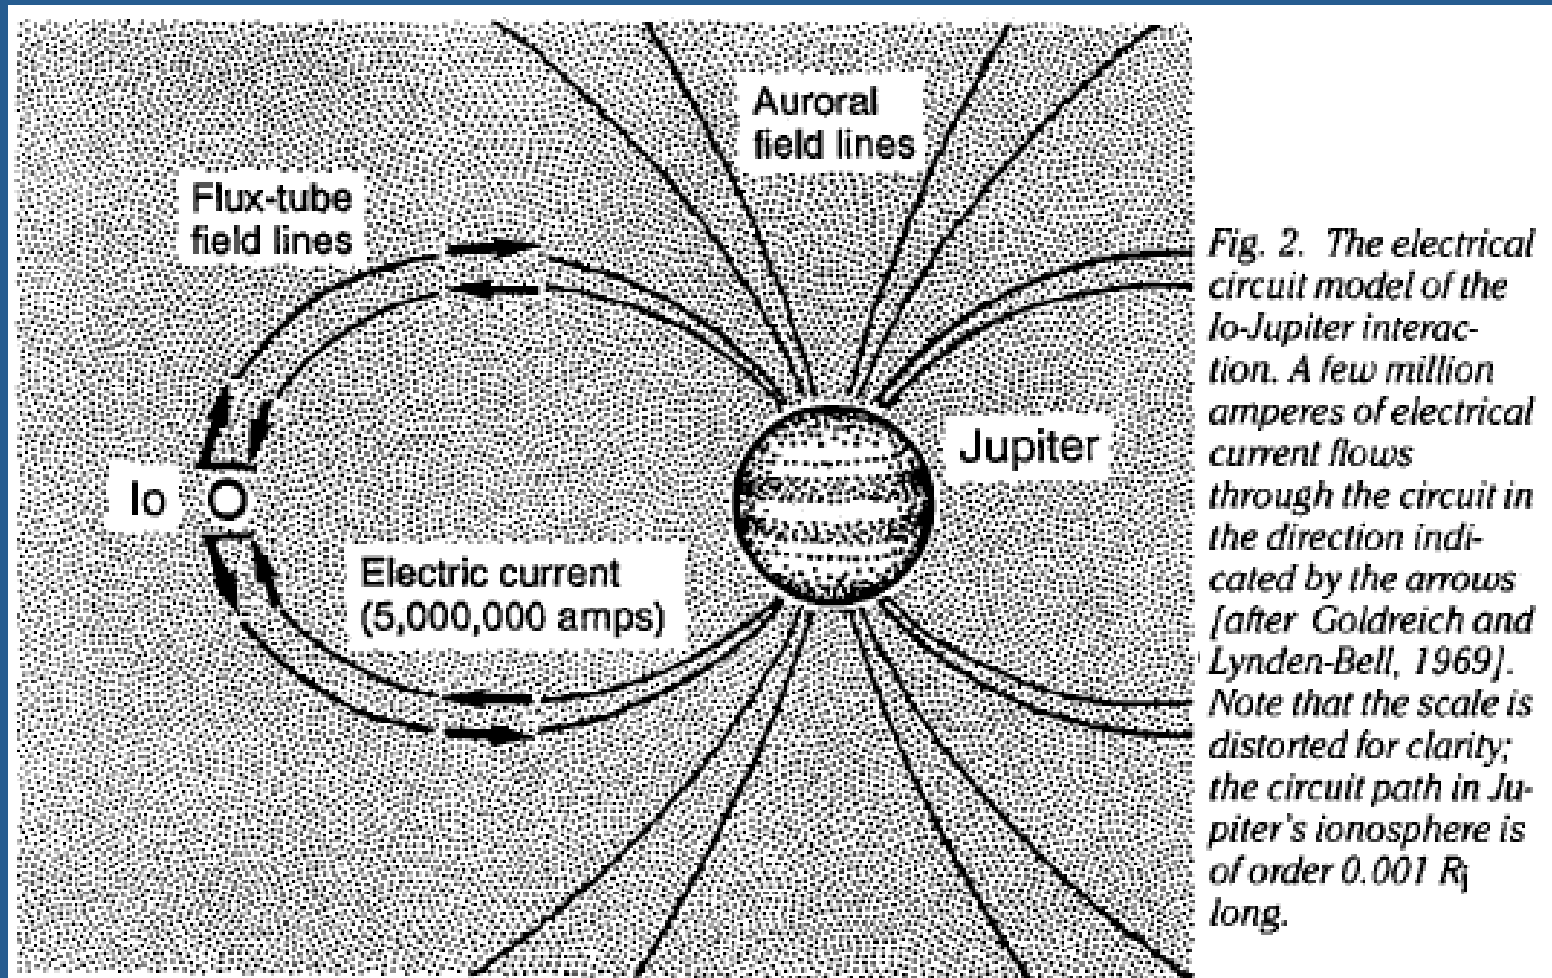 Auroral
field lines
Flux-tube
field lines
Jupiter
Io
Electric current
(5,000,000 amps)
Fig. 2. The electrical
circuit model of the
Io-Jupiter interac-
tion. A few million
amperes of electrical
current flows
through the circuit in
the direction indi-
cated by the arrows
[after Goldreich and
Lynden-Bell, 1969].
Note that the scale is
distorted for clarity;
the circuit path in Ju-
piter's ionosphere is
of order 0.001 Rj
long.